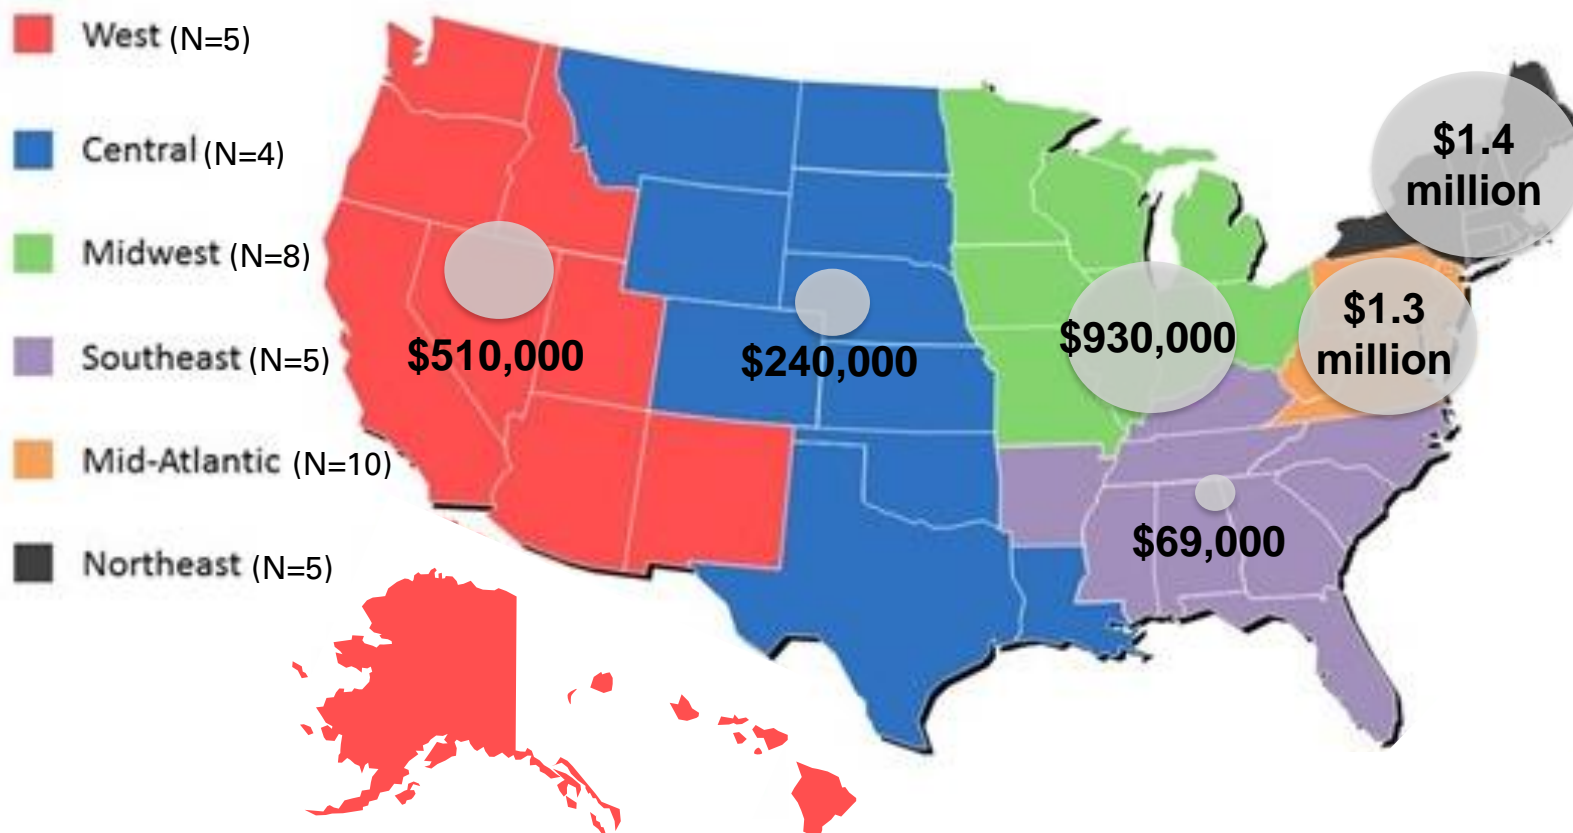 West (N=5)
Central (N=4)
Midwest (N=8)
Southeast (N=5)
Mid-Atlantic (N=10)
Northeast (N=5)
$1.4
million
$1.3
million
$930,000
$510,000
$240,000
$69,000